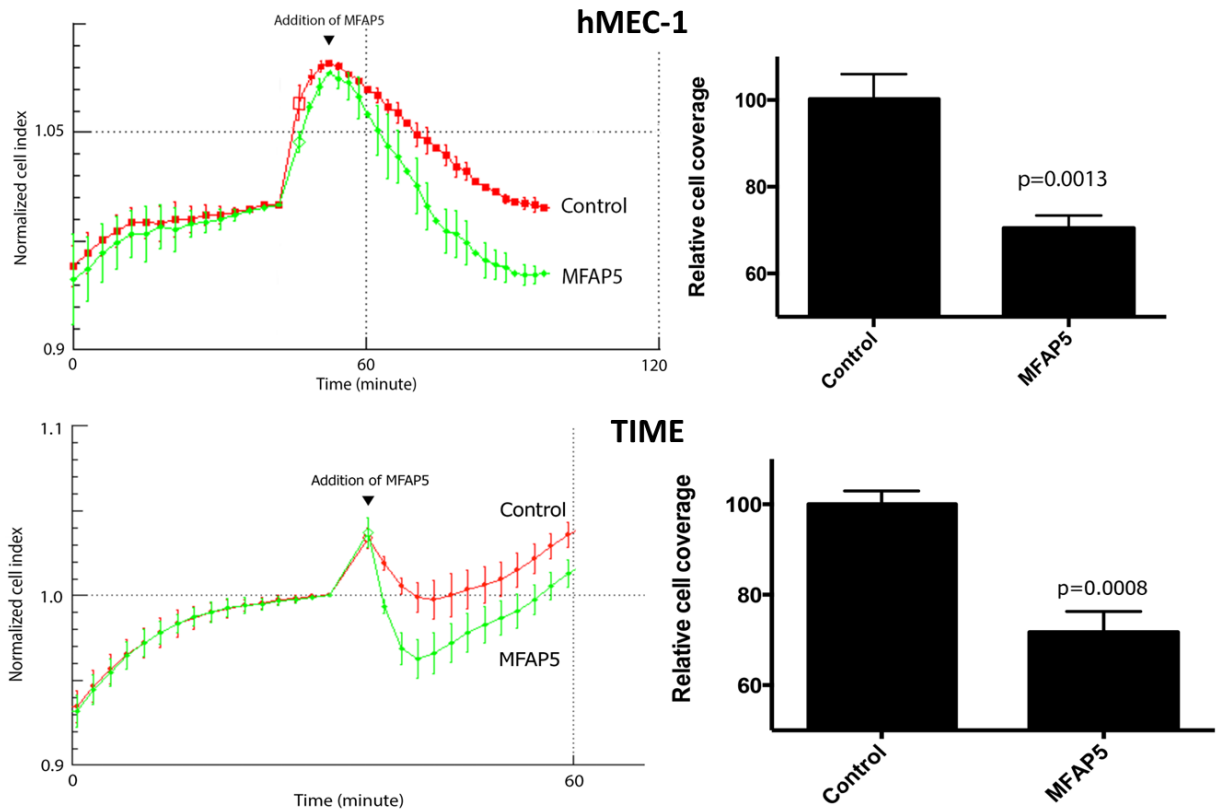 hMEC-1
Addition of MFAP5
Normalized cell index
1.05
0.9
0
60
120
Time (minute)
Control
MFAP5
Relative cell coverage
100
80
60
p=0.0013
Control
MFAP5
TIME
Addition of MFAP5
Normalized cell index
1.1
1.0
0.9
0
60
Time (minute)
Control
MFAP5
Relative cell coverage
100
80
60
p=0.0008
Control
MFAP5